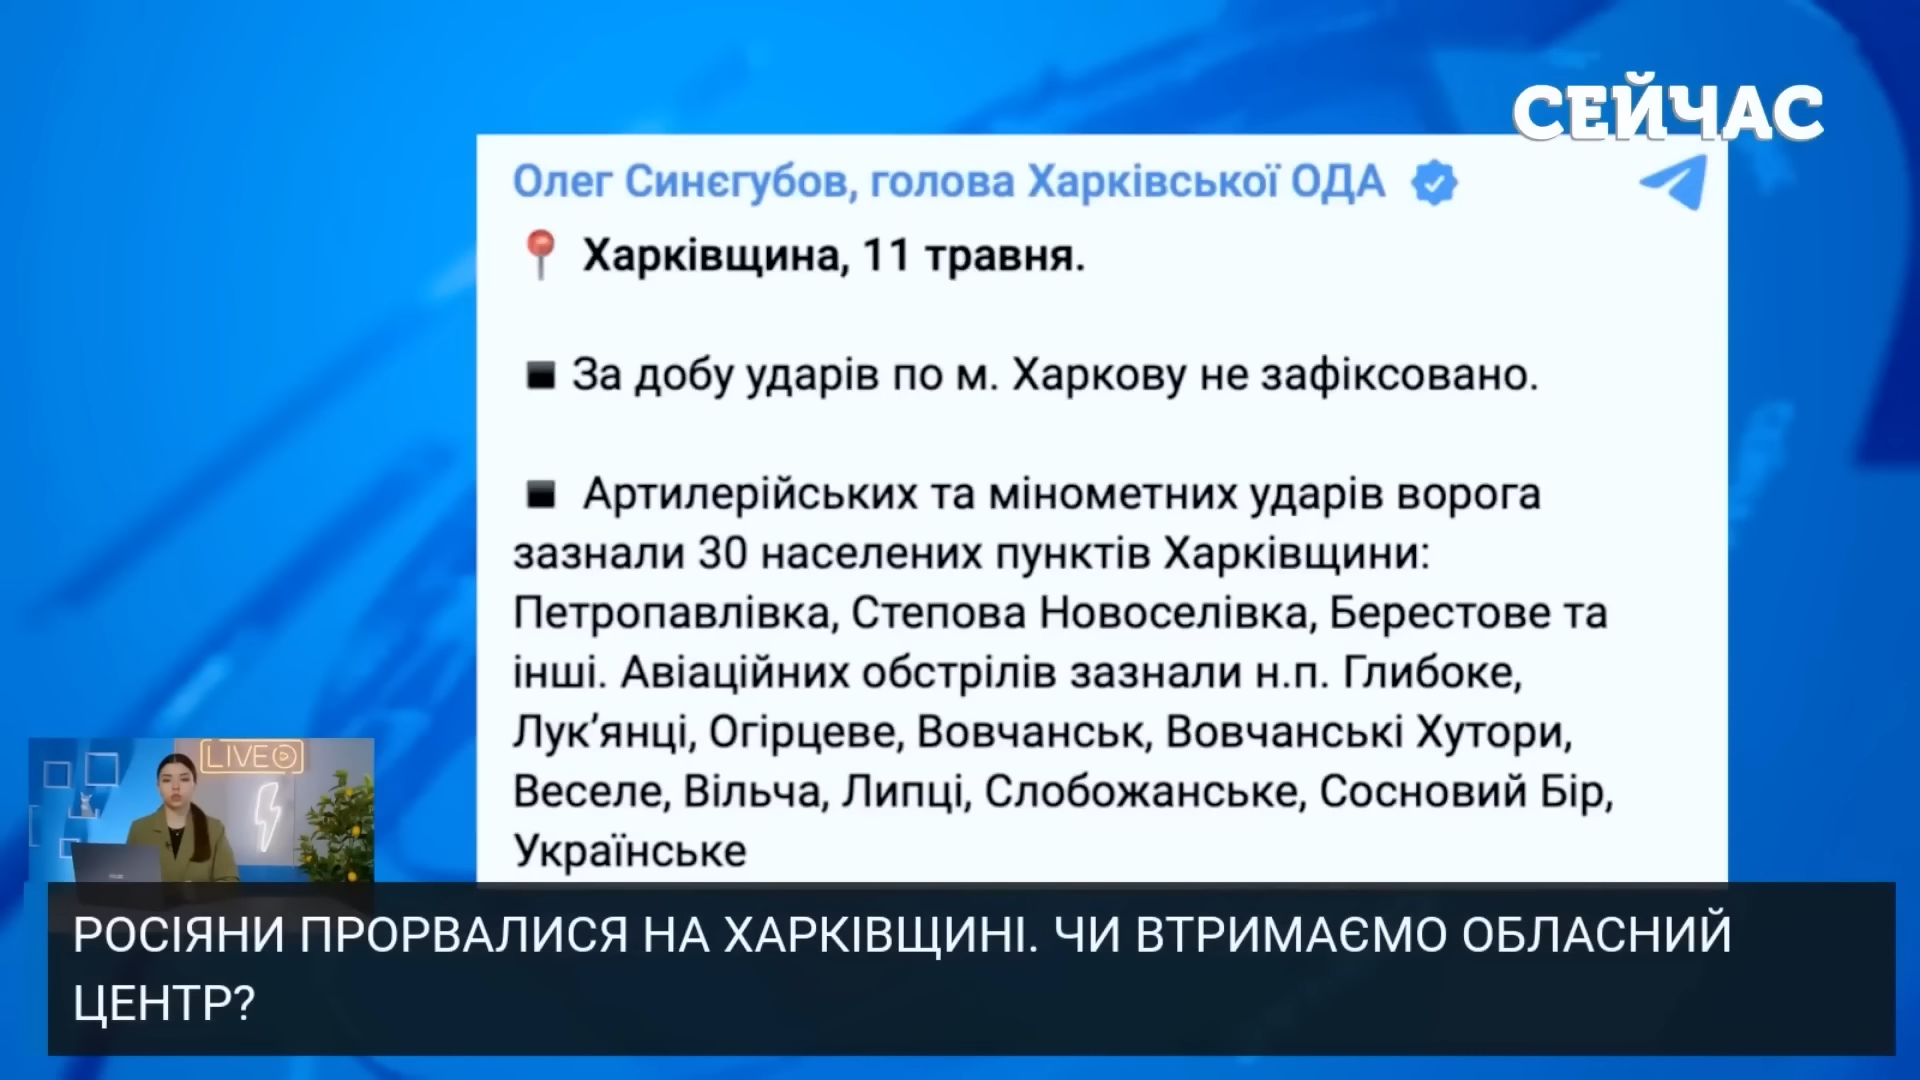 СЕЙЧАС
Олег Синєгубов, голова Харківської ОДА
Харківщина, 11 травня.
За добу ударів по м. Харкову не зафіксовано.
Артилерійських та мінометних ударів ворога
зазнали 30 населених пунктів Харківщини:
Петропавлівка, Степова Новоселівка, Берестове та
інші. Авіаційних обстрілів зазнали н.п. Глибоке,
Лук’янці, Огірцеве, Вовчанськ, Вовчанські Хутори,
Веселе, Вільча, Липці, Слобожанське, Сосновий Бір,
Українське
LIVE
РОСІЯНИ ПРОРВАЛИСЯ НА ХАРКІВЩИНІ. ЧИ ВТРИМАЄМО ОБЛАСНИЙ
ЦЕНТР?